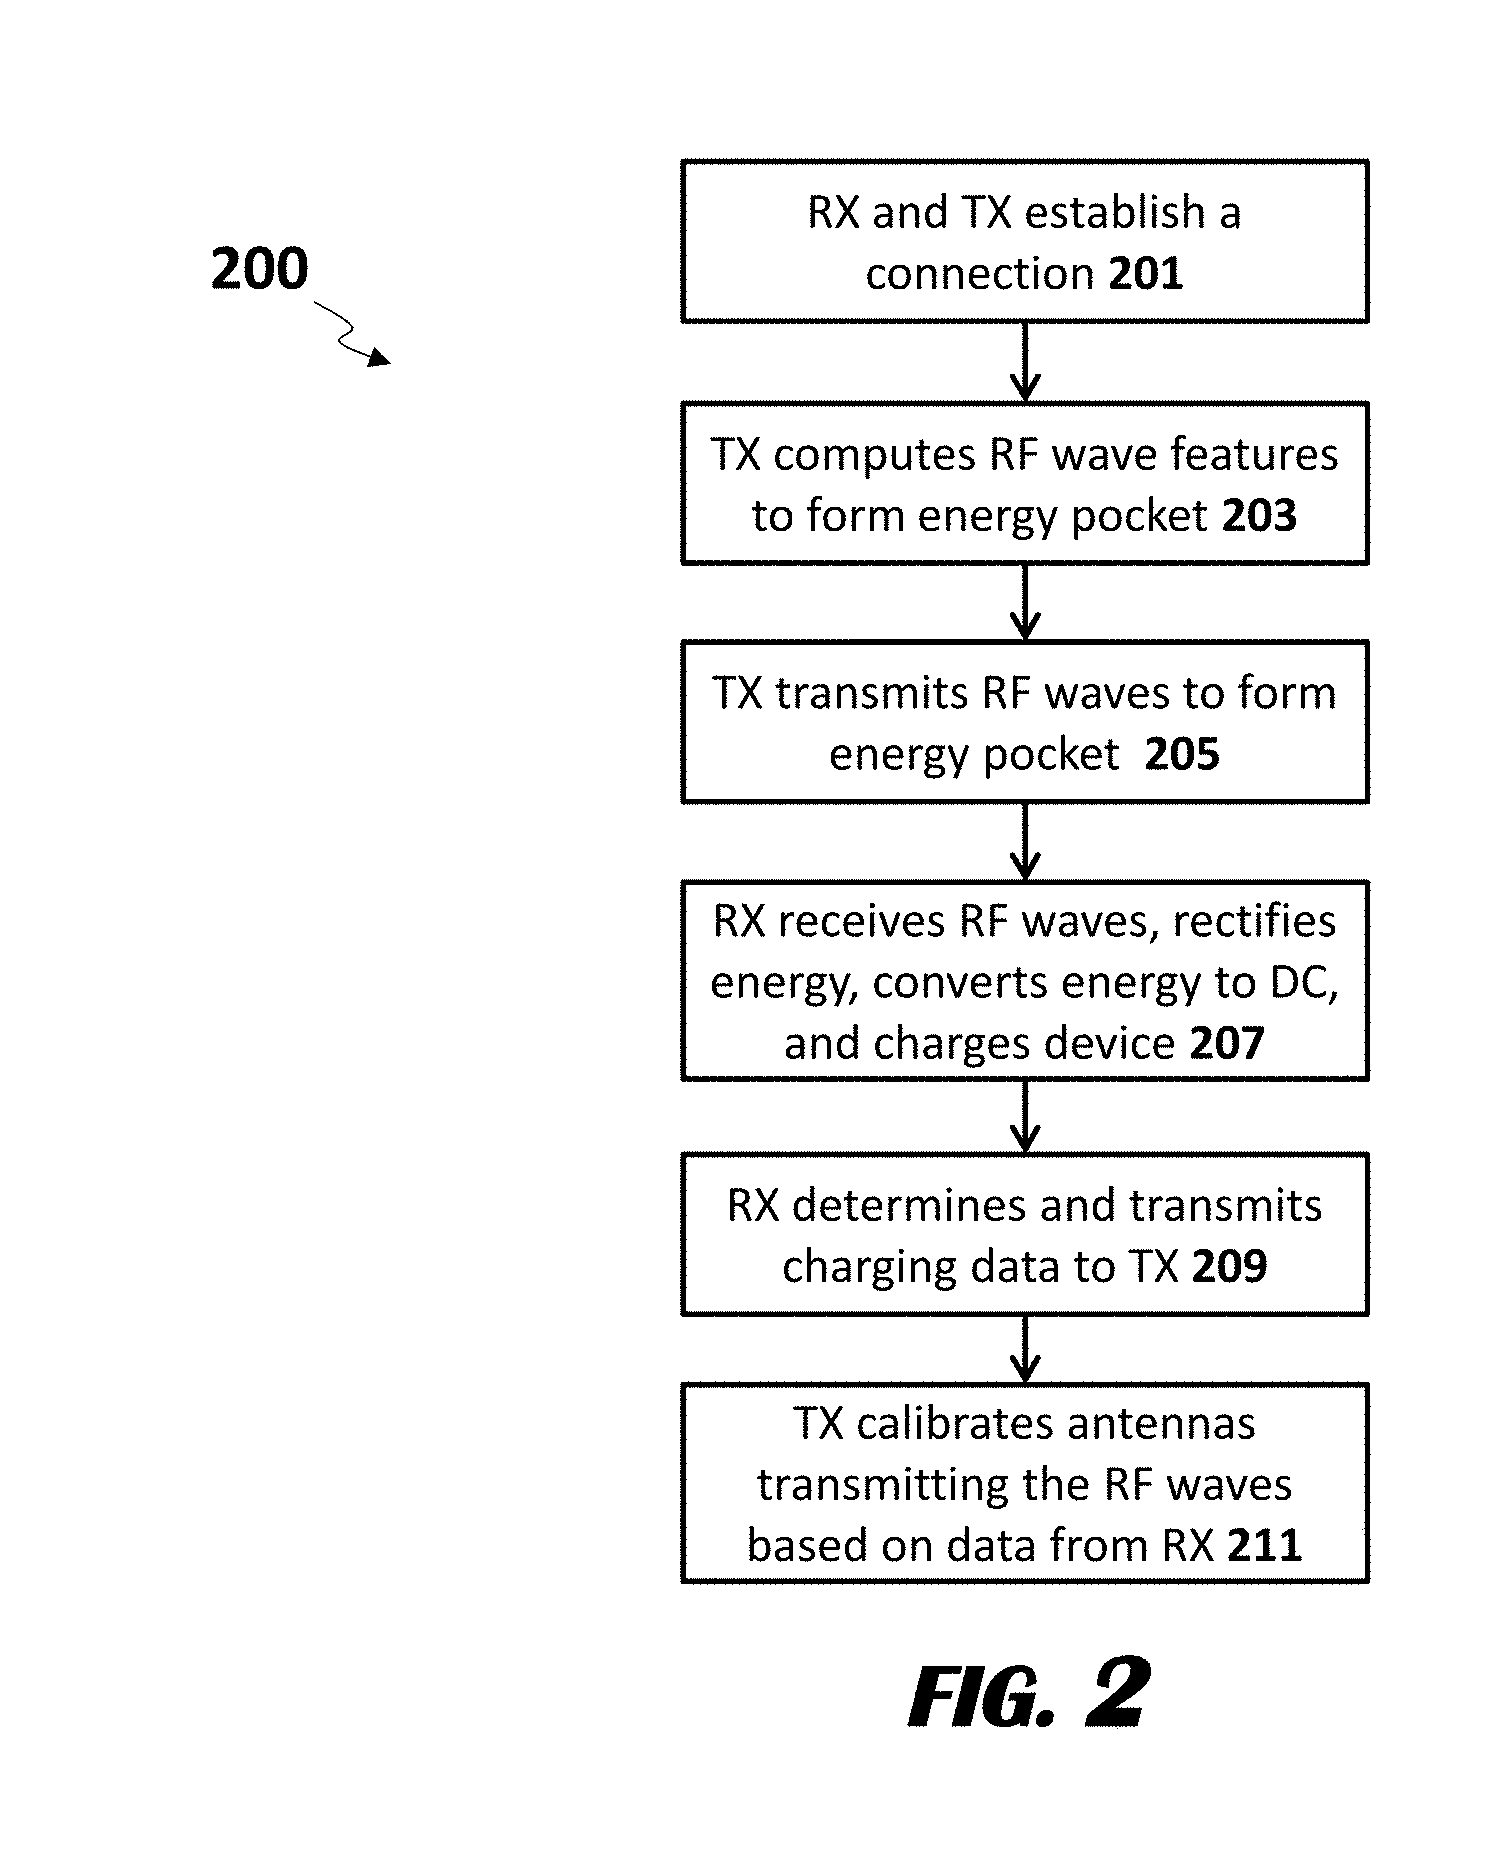 200
RX and TX establish a
connection 201
TX computes RF wave features
to form energy pocket 203
TX transmits RF waves to form
energy pocket 205
RX receives RF waves, rectifies
energy, converts energy to DC,
and charges device 207
RX determines and transmits
charging data to TX 209
TX calibrates antennas
transmitting the RF waves
based on data from RX 211
FIG. 2